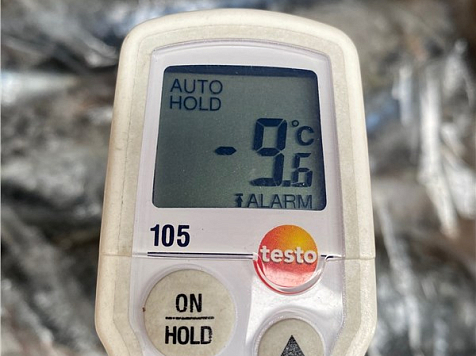 AUTO
HOLD
-9.6 °C
ALARM
105
testo
ON
HOLD